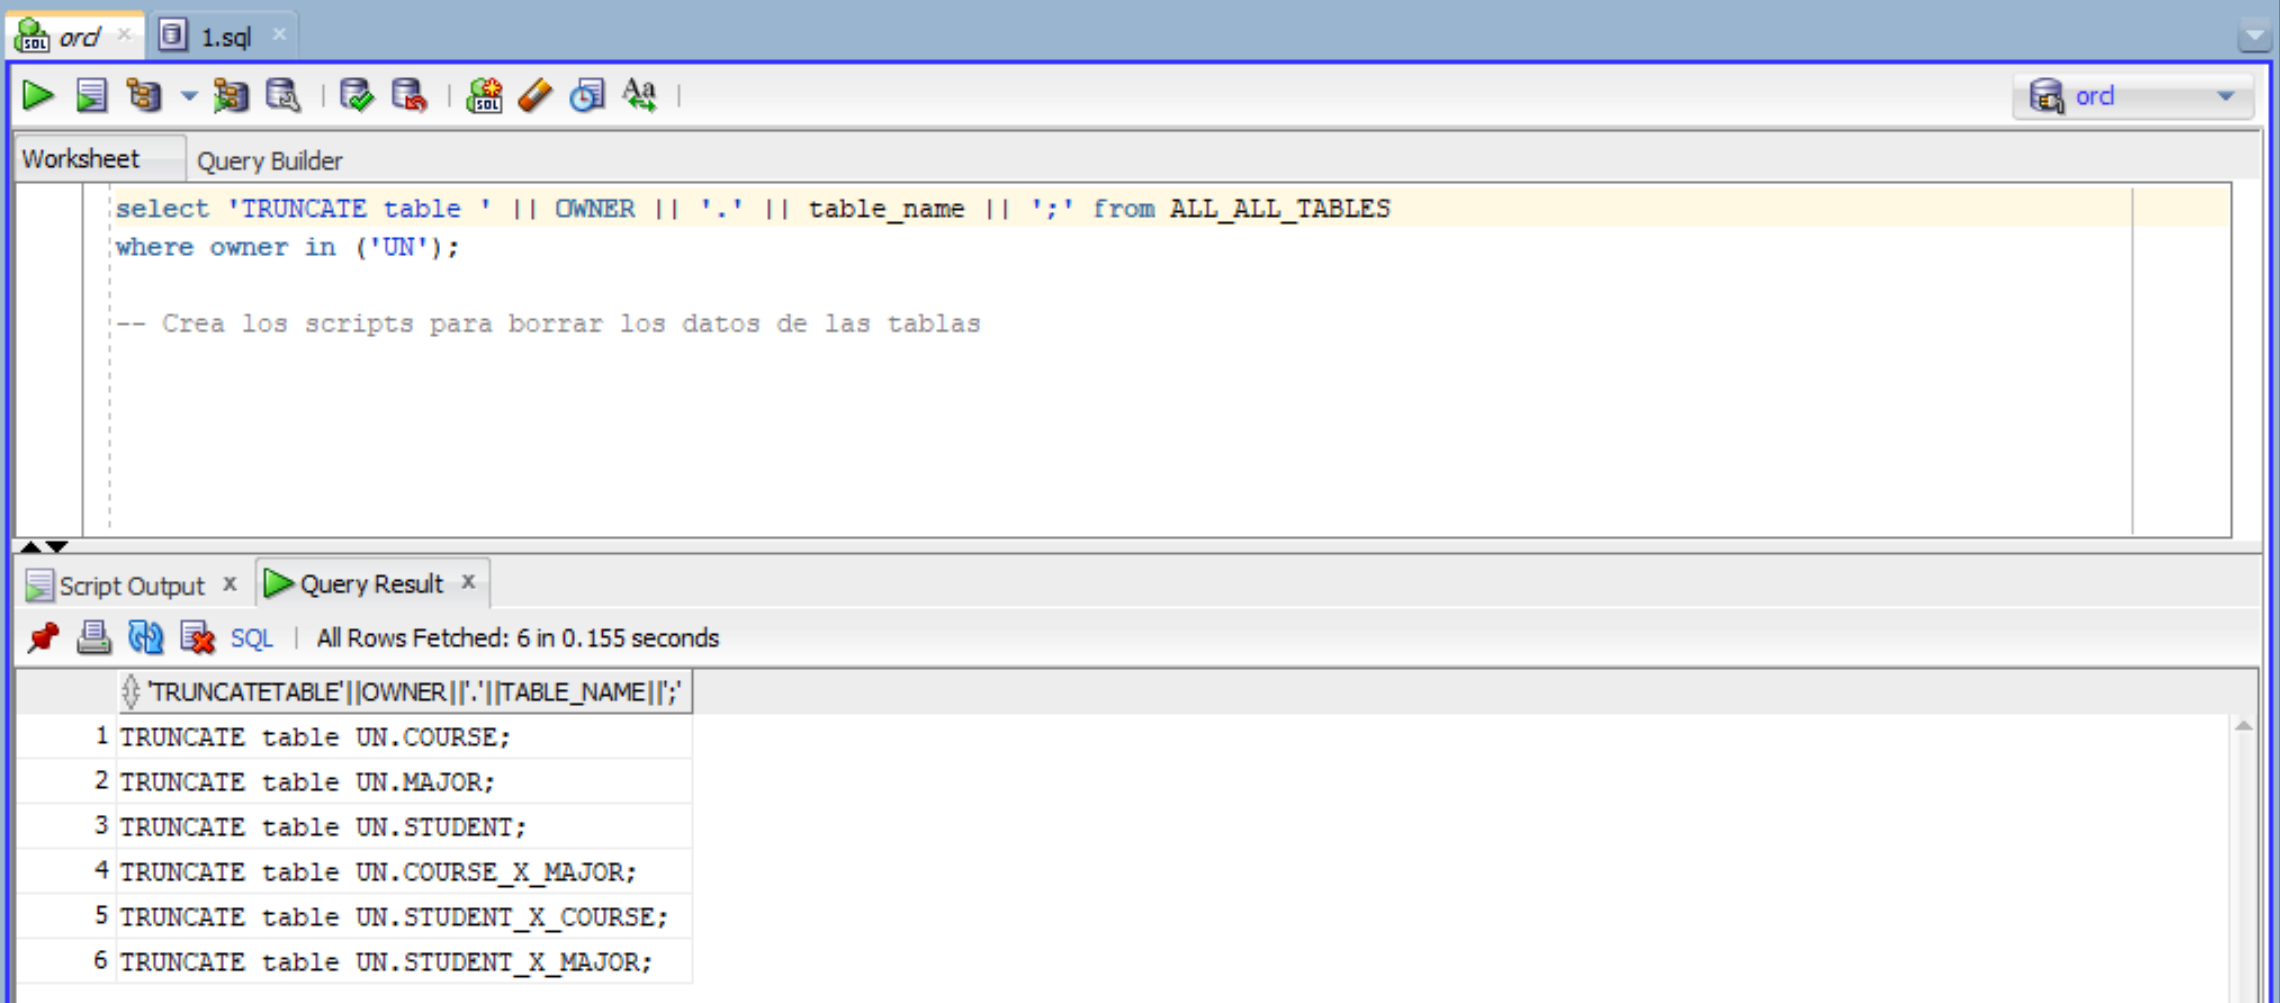 orcl
1.sql
orcl
Worksheet
Query Builder
select 'TRUNCATE table ' || OWNER || '.' || table_name || ';' from ALL_ALL_TABLES
where owner in ('UN');
-- Crea los scripts para borrar los datos de las tablas
Script Output x
Query Result x
SQL | All Rows Fetched: 6 in 0.155 seconds
'TRUNCATETABLE'||OWNER||'.'||TABLE_NAME||';'
1 TRUNCATE table UN.COURSE;
2 TRUNCATE table UN.MAJOR;
3 TRUNCATE table UN.STUDENT;
4 TRUNCATE table UN.COURSE_X_MAJOR;
5 TRUNCATE table UN.STUDENT_X_COURSE;
6 TRUNCATE table UN.STUDENT_X_MAJOR;